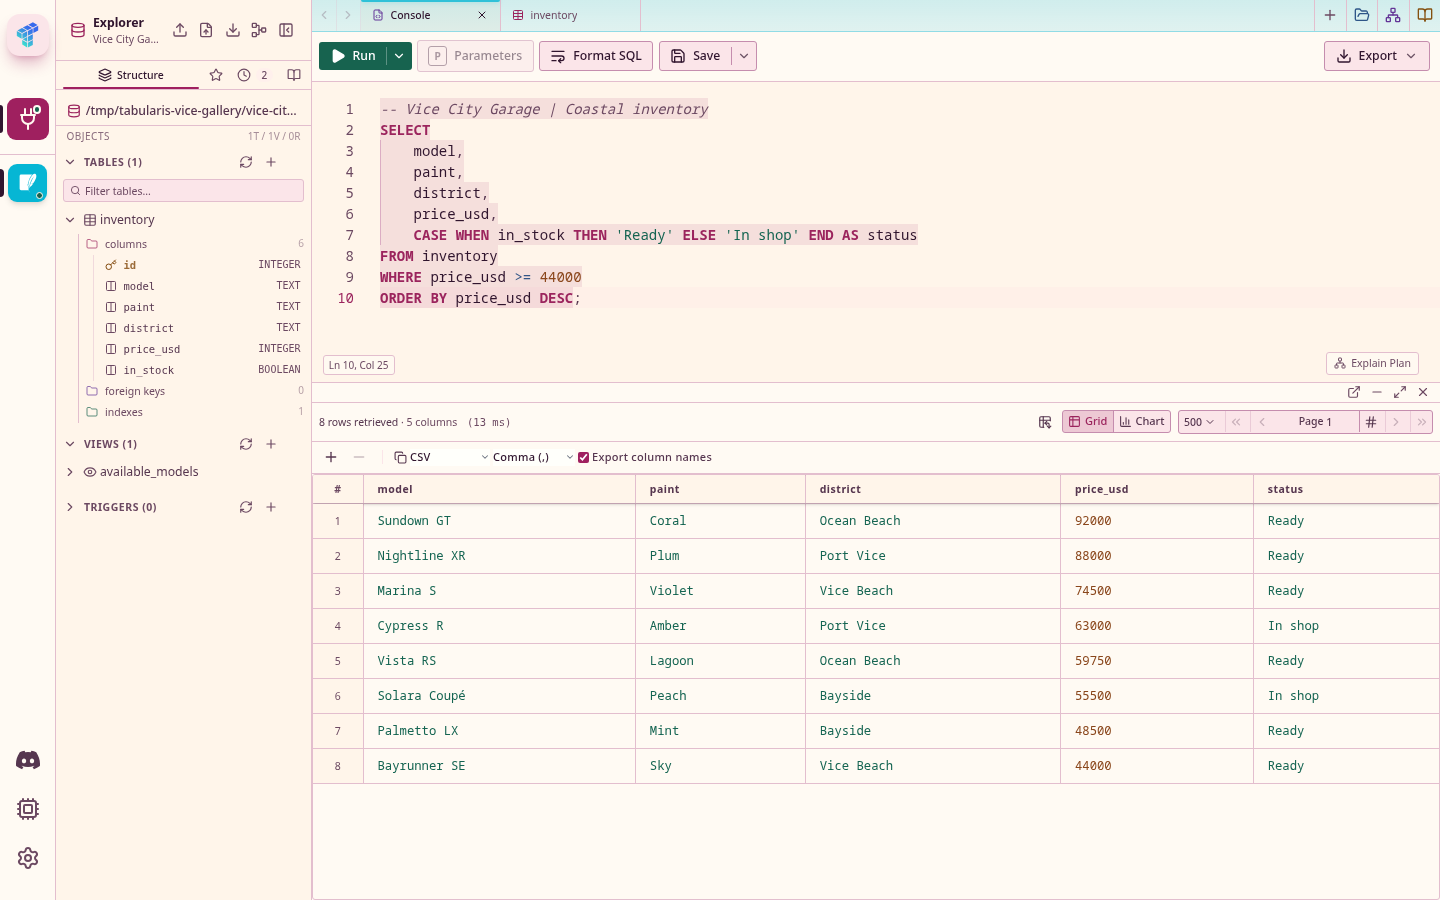 Explorer
Vice City Ga...
Structure
2
/tmp/tabularis-vice-gallery/vice-cit...
OBJECTS 1T / 1V / 0R
TABLES (1)
Filter tables...
inventory
columns 6
id INTEGER
model TEXT
paint TEXT
district TEXT
price_usd INTEGER
in_stock BOOLEAN
foreign keys 0
indexes 1
VIEWS (1)
available_models
TRIGGERS (0)
Console
inventory
Run
P Parameters
Format SQL
Save
Export
1 -- Vice City Garage | Coastal inventory
2 SELECT
3 model,
4 paint,
5 district,
6 price_usd,
7 CASE WHEN in_stock THEN 'Ready' ELSE 'In shop' END AS status
8 FROM inventory
9 WHERE price_usd >= 44000
10 ORDER BY price_usd DESC;
Ln 10, Col 25
Explain Plan
8 rows retrieved · 5 columns (13 ms)
Grid
Chart
500
Page 1
#
CSV
Comma (,)
Export column names
# model paint district price_usd status
1 Sundown GT Coral Ocean Beach 92000 Ready
2 Nightline XR Plum Port Vice 88000 Ready
3 Marina S Violet Vice Beach 74500 Ready
4 Cypress R Amber Port Vice 63000 In shop
5 Vista RS Lagoon Ocean Beach 59750 Ready
6 Solara Coupé Peach Bayside 55500 In shop
7 Palmetto LX Mint Bayside 48500 Ready
8 Bayrunner SE Sky Vice Beach 44000 Ready